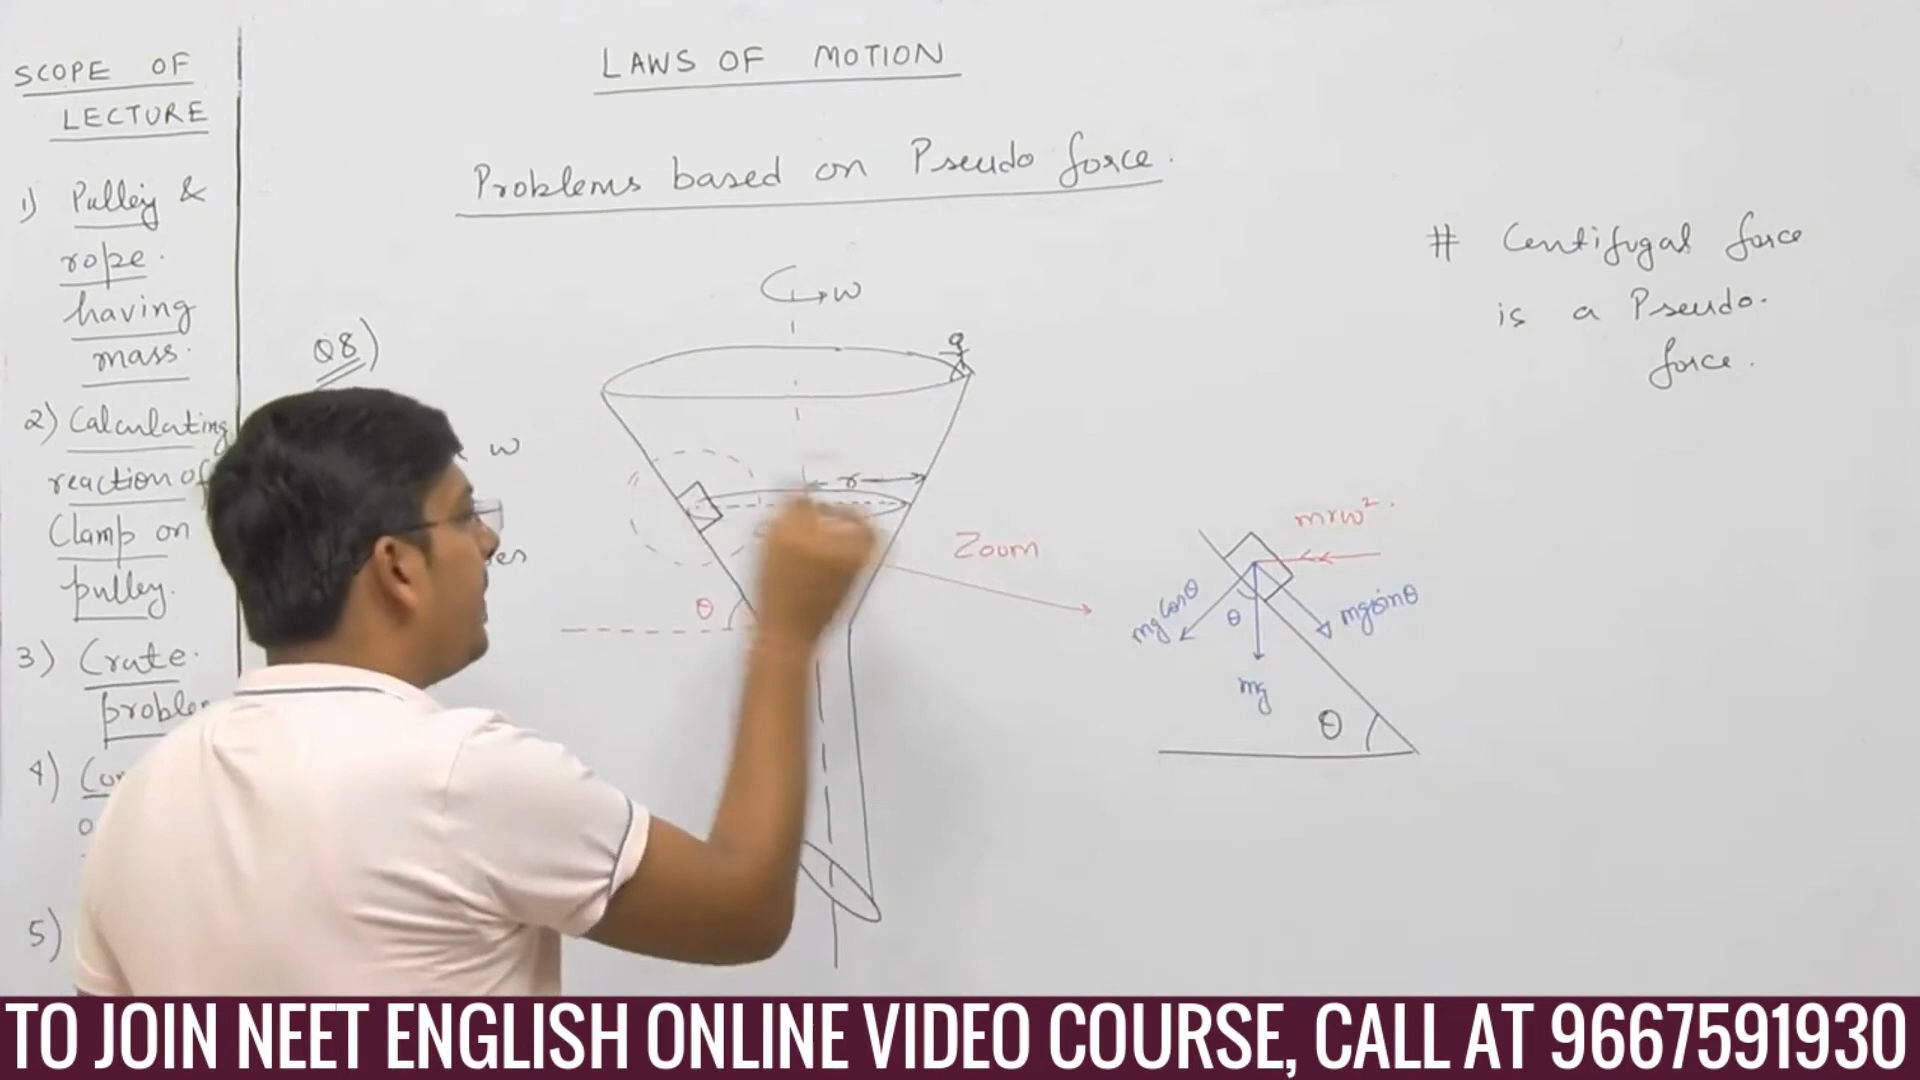 SCOPE OF
LECTURE
1) Pulley &
rope.
having
mass.
2) Calculating
reaction of
Clamp on
pulley.
3) Crate.
4)
5)
LAWS OF MOTION
Problems based on Pseudo force.
Q8)
w
w
r
θ
Zoom
mrw².
mg cosθ
θ
mg sinθ
mg
θ
# Centifugal force
is a Pseudo.
force.
TO JOIN NEET ENGLISH ONLINE VIDEO COURSE, CALL AT 9667591930